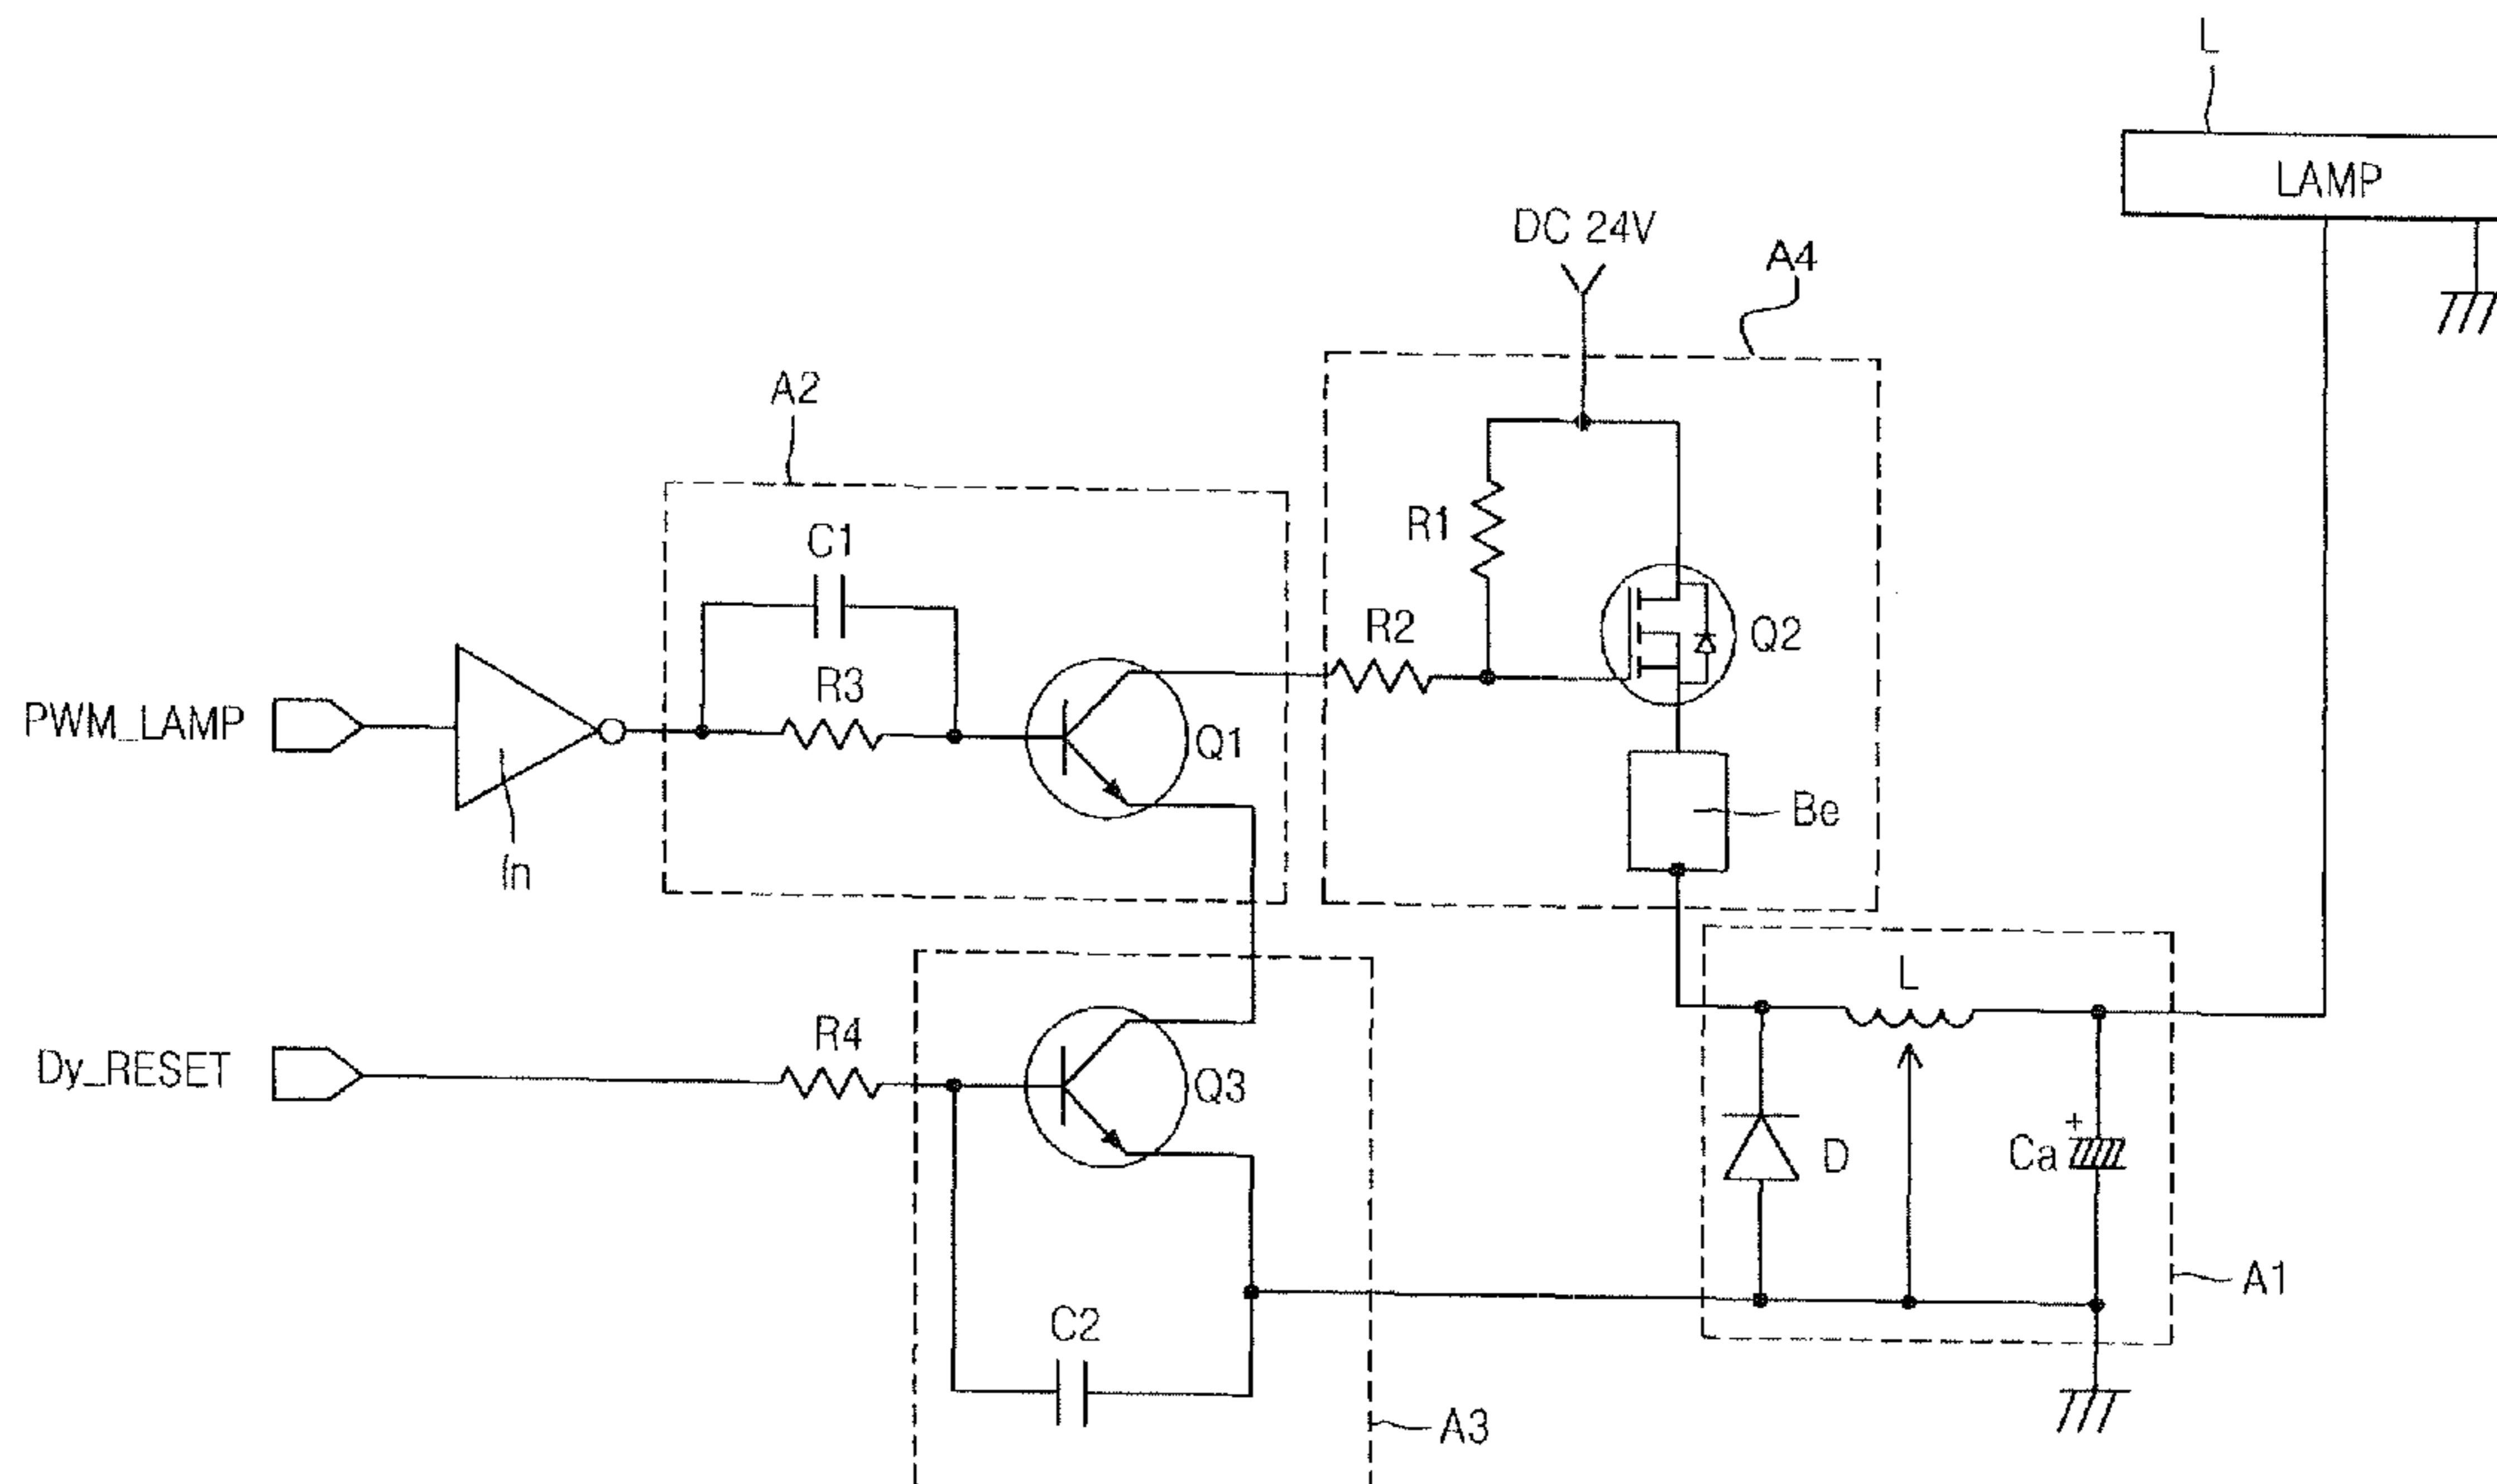 L
LAMP
DC 24V
A4
A2
C1
R1
R2
Q2
R3
PWM_LAMP
Q1
Be
In
L
R4
Dy_RESET
Q3
+
D
Ca
A1
C2
A3